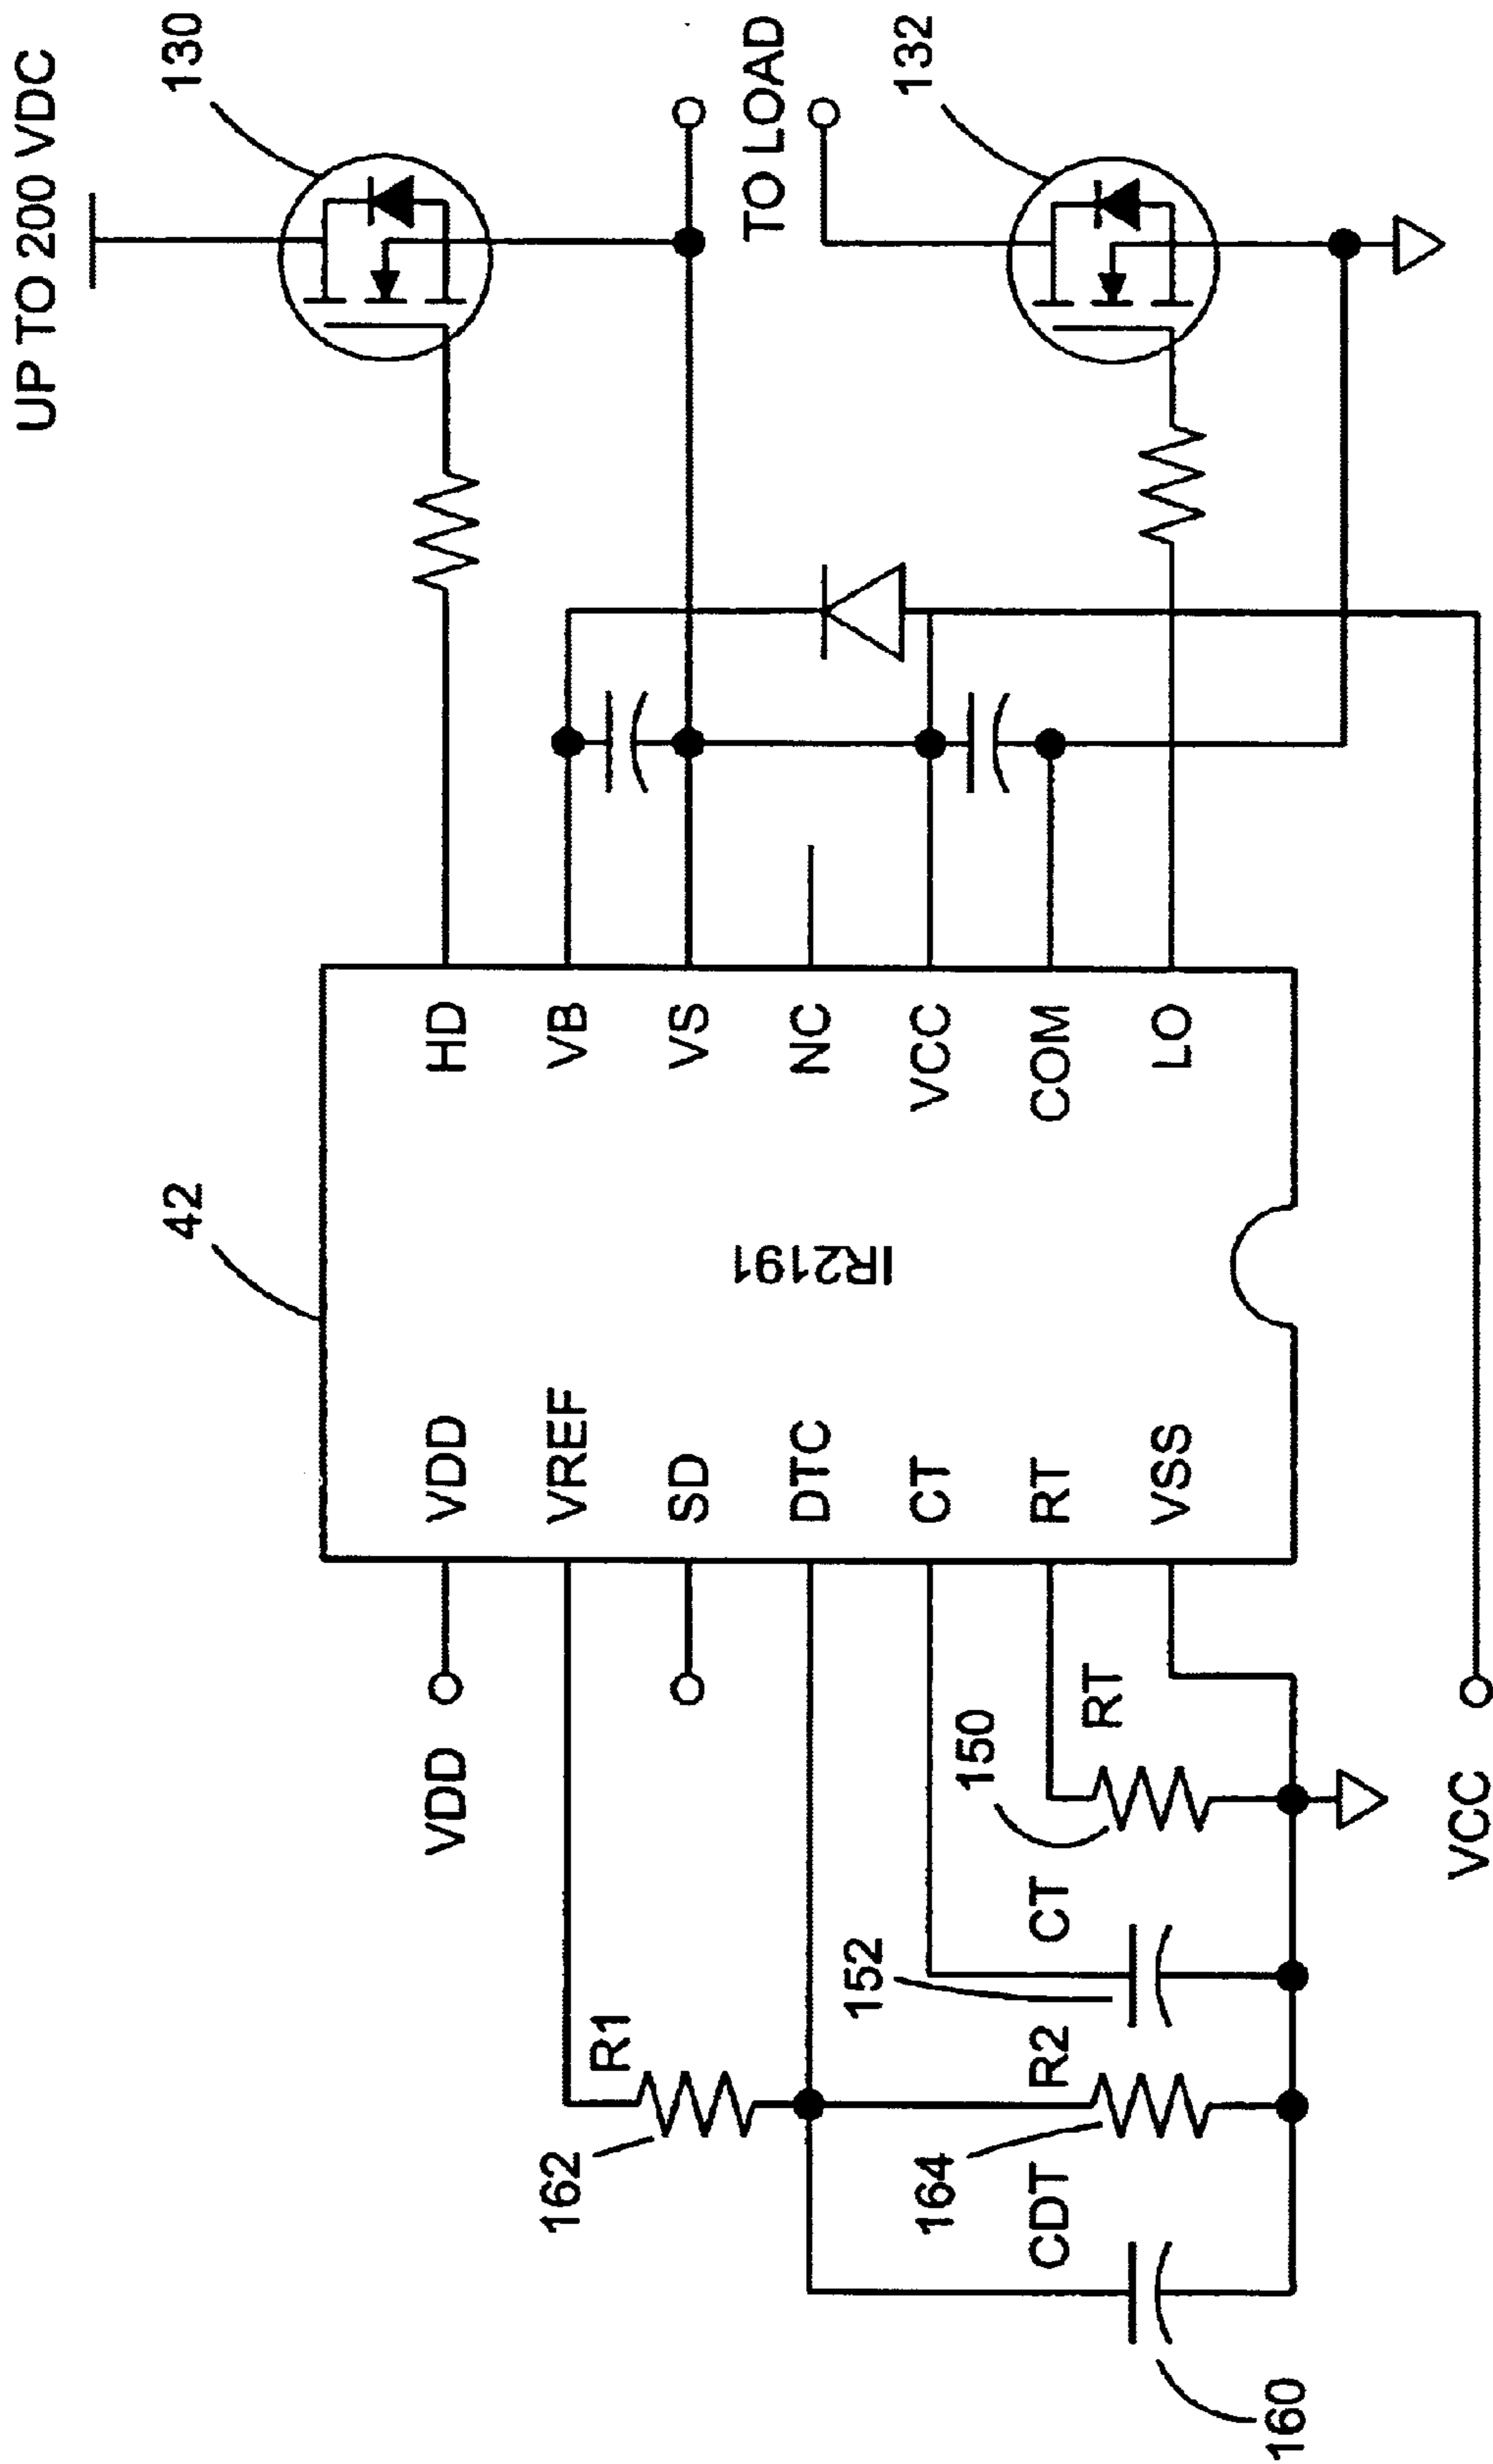 UP TO 200 VDC
130
42
VDD
VDD
HD
VREF
VB
R1
162
SD
VS
TO LOAD
DTC
NC
IR2191
152
CT
VCC
132
164
150
R2
CDT
CT
RT
COM
RT
VSS
LO
160
VCC